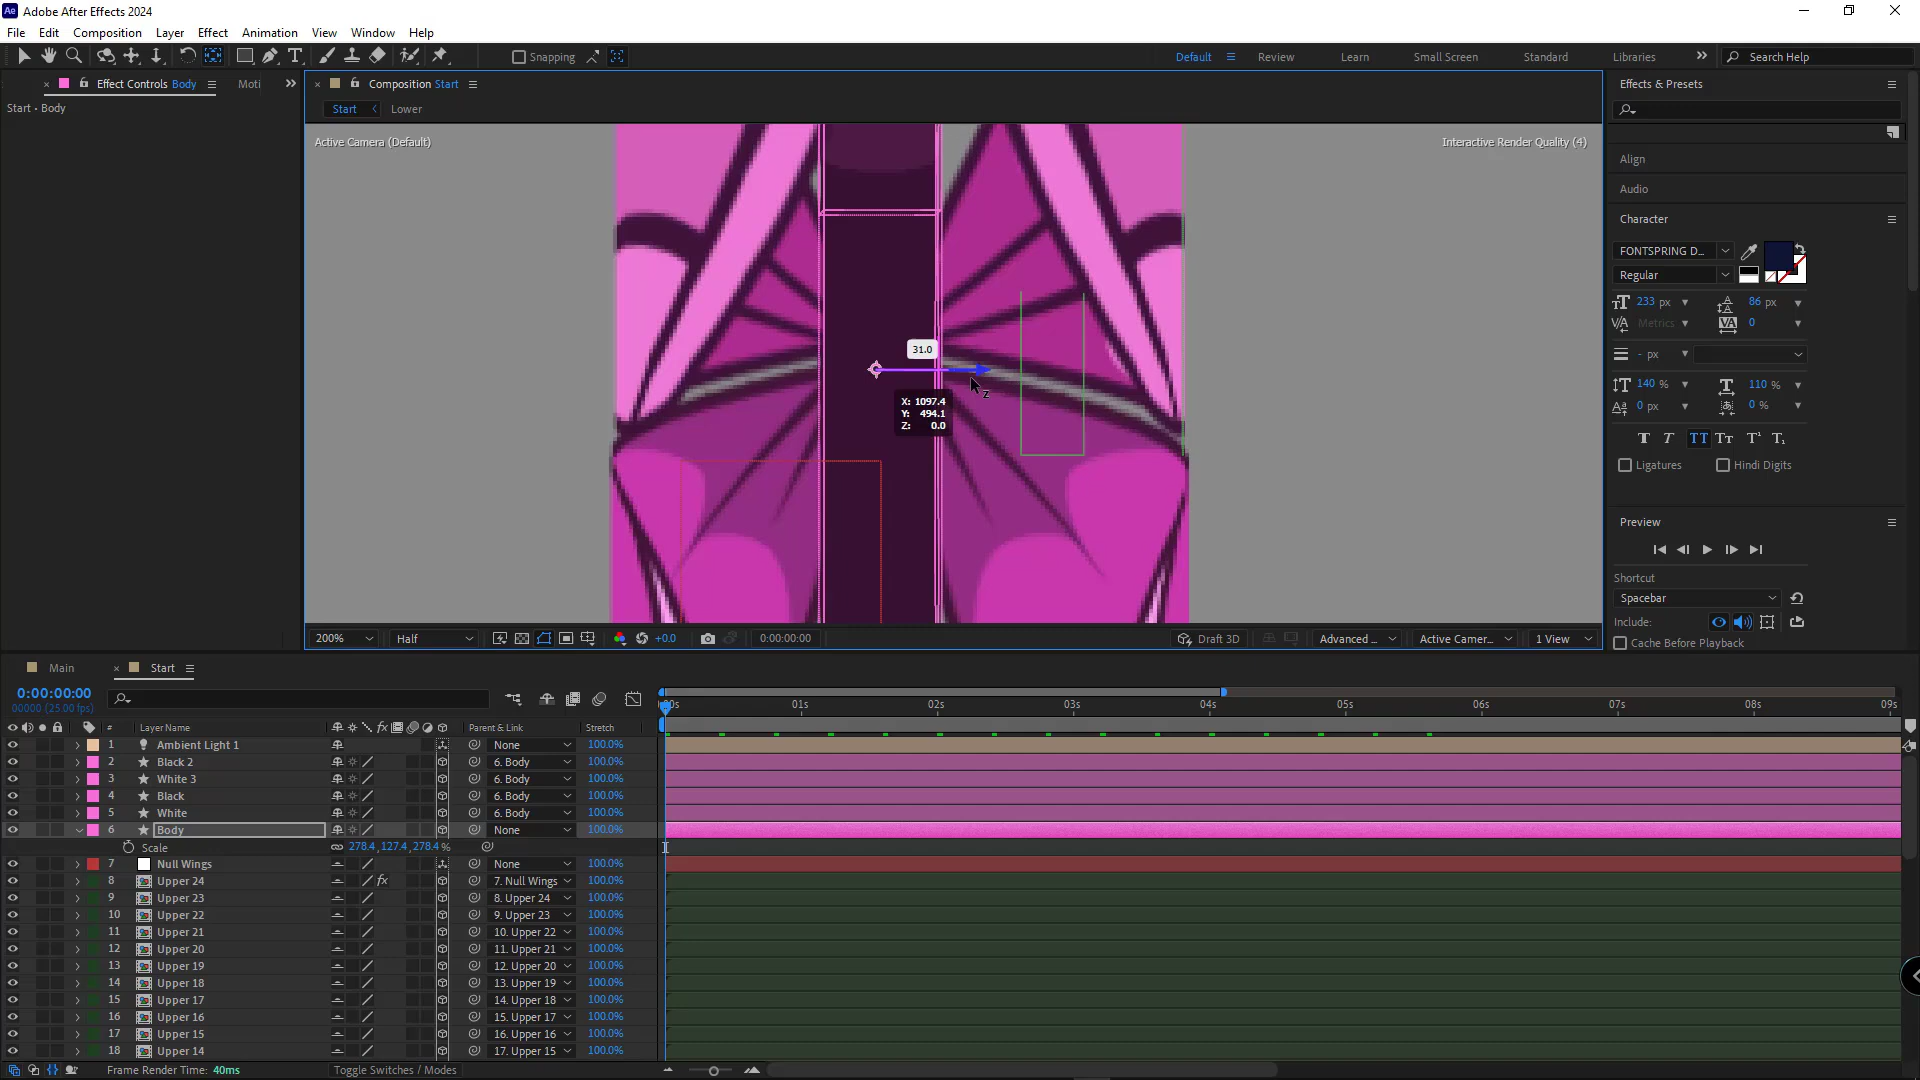 Ae Adobe After Effects 2024
File Edit Composition Layer Effect Animation View Window Help
Snapping
Default Review Learn Small Screen Standard Libraries Search Help
Effect Controls Body Moti
Start • Body
Composition Start
Start Lower
Active Camera (Default)
Interactive Render Quality (4)
31.0
X: 1097.4
Y: 494.1
Z: 0.0
z
200% Half +0.0 0:00:00:00 Draft 3D Advanced ... Active Camer... 1 View
Effects & Presets
Align
Audio
Character
FONTSPRING D...
Regular
233 px 86 px
Metrics 0
- px
140 % 110 %
0 px 0 %
T T TT Tт T¹ T₁
Ligatures Hindi Digits
Preview
Shortcut
Spacebar
Include:
Cache Before Playback
Main Start
0:00:00:00
00000 (25.00 fps)
:00s 01s 02s 03s 04s 05s 06s 07s 08s 09s
# Layer Name fx Parent & Link Stretch
1 Ambient Light 1 None 100.0%
2 Black 2 6. Body 100.0%
3 White 3 6. Body 100.0%
4 Black 6. Body 100.0%
5 White 6. Body 100.0%
6 Body None 100.0%
Scale 278.4,127.4,278.4%
7 Null Wings None 100.0%
8 Upper 24 fx 7. Null Wings 100.0%
9 Upper 23 8. Upper 24 100.0%
10 Upper 22 9. Upper 23 100.0%
11 Upper 21 10. Upper 22 100.0%
12 Upper 20 11. Upper 21 100.0%
13 Upper 19 12. Upper 20 100.0%
14 Upper 18 13. Upper 19 100.0%
15 Upper 17 14. Upper 18 100.0%
16 Upper 16 15. Upper 17 100.0%
17 Upper 15 16. Upper 16 100.0%
18 Upper 14 17. Upper 15 100.0%
Frame Render Time: 40ms Toggle Switches / Modes